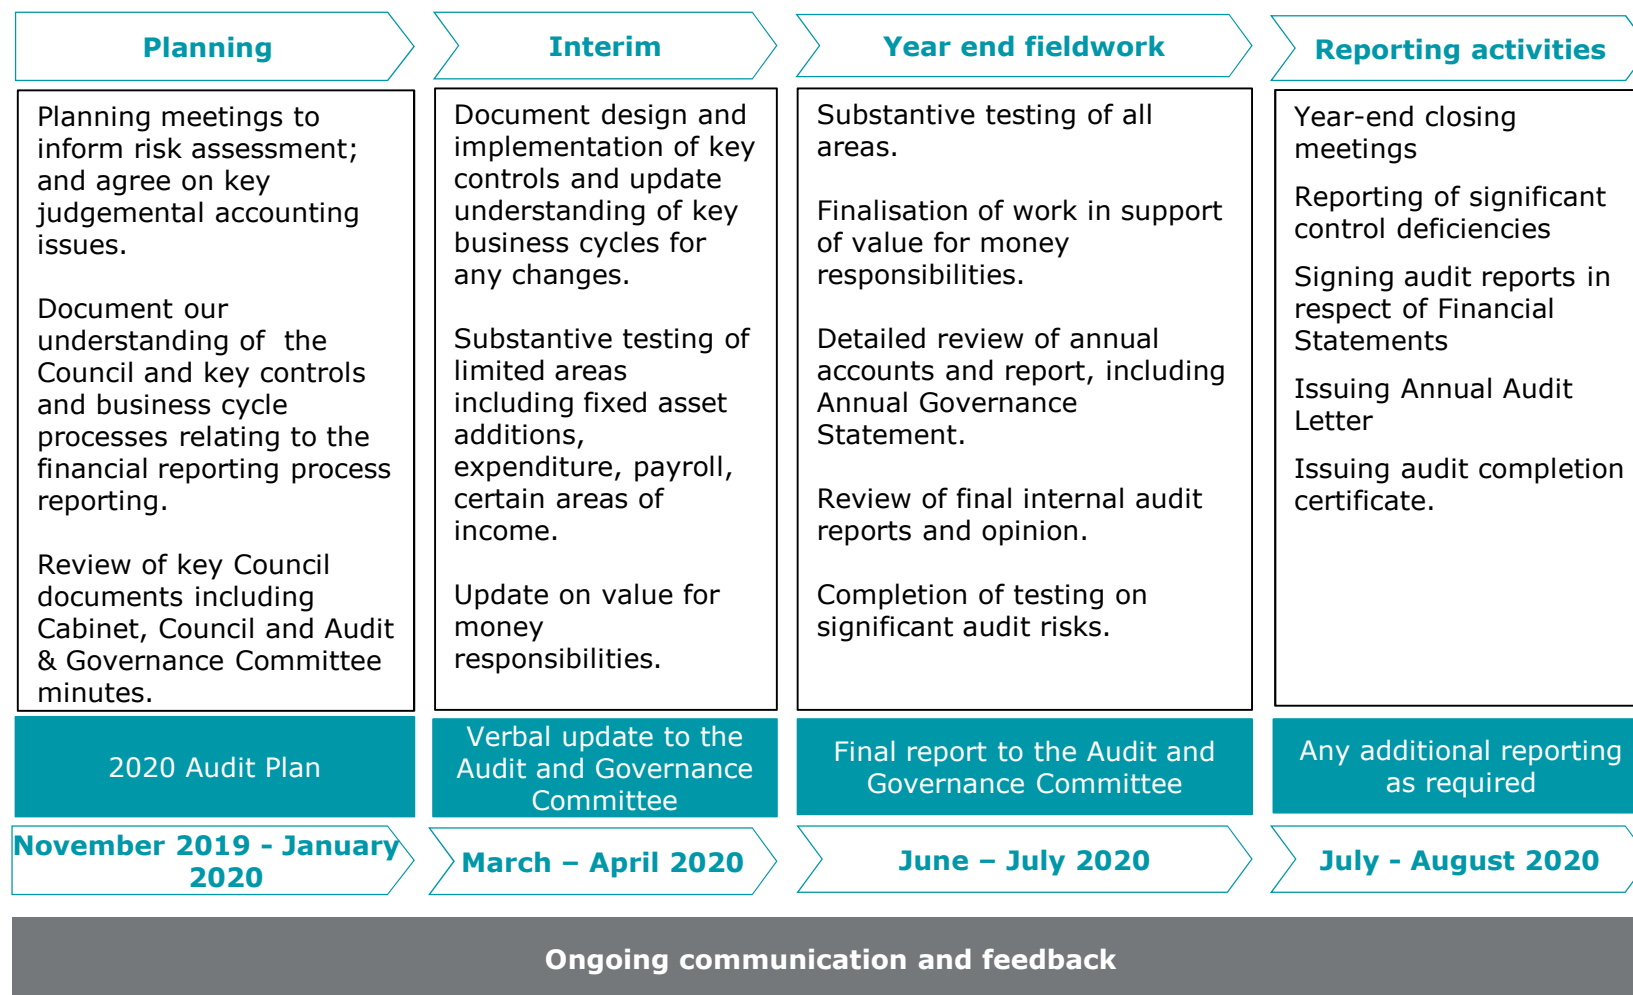 Planning
Planning meetings to
inform risk assessment;
and agree on key
judgemental accounting
issues.
Document our
understanding of  the
Council and key controls
and business cycle
processes relating to the
financial reporting process
reporting.
Review of key Council
documents including
Cabinet, Council and Audit
& Governance Committee
minutes.
2020 Audit Plan
November 2019 - January
2020
Interim
Document design and
implementation of key
controls and update
understanding of key
business cycles for
any changes.
Substantive testing of
limited areas
including fixed asset
additions,
expenditure, payroll,
certain areas of
income.
Update on value for
money
responsibilities.
Verbal update to the
Audit and Governance
Committee
March – April 2020
Year end fieldwork
Substantive testing of all
areas.
Finalisation of work in support
of value for money
responsibilities.
Detailed review of annual
accounts and report, including
Annual Governance
Statement.
Review of final internal audit
reports and opinion.
Completion of testing on
significant audit risks.
Final report to the Audit and
Governance Committee
June – July 2020
Reporting activities
Year-end closing
meetings
Reporting of significant
control deficiencies
Signing audit reports in
respect of Financial
Statements
Issuing Annual Audit
Letter
Issuing audit completion
certificate.
Any additional reporting
as required
July - August 2020
Ongoing communication and feedback